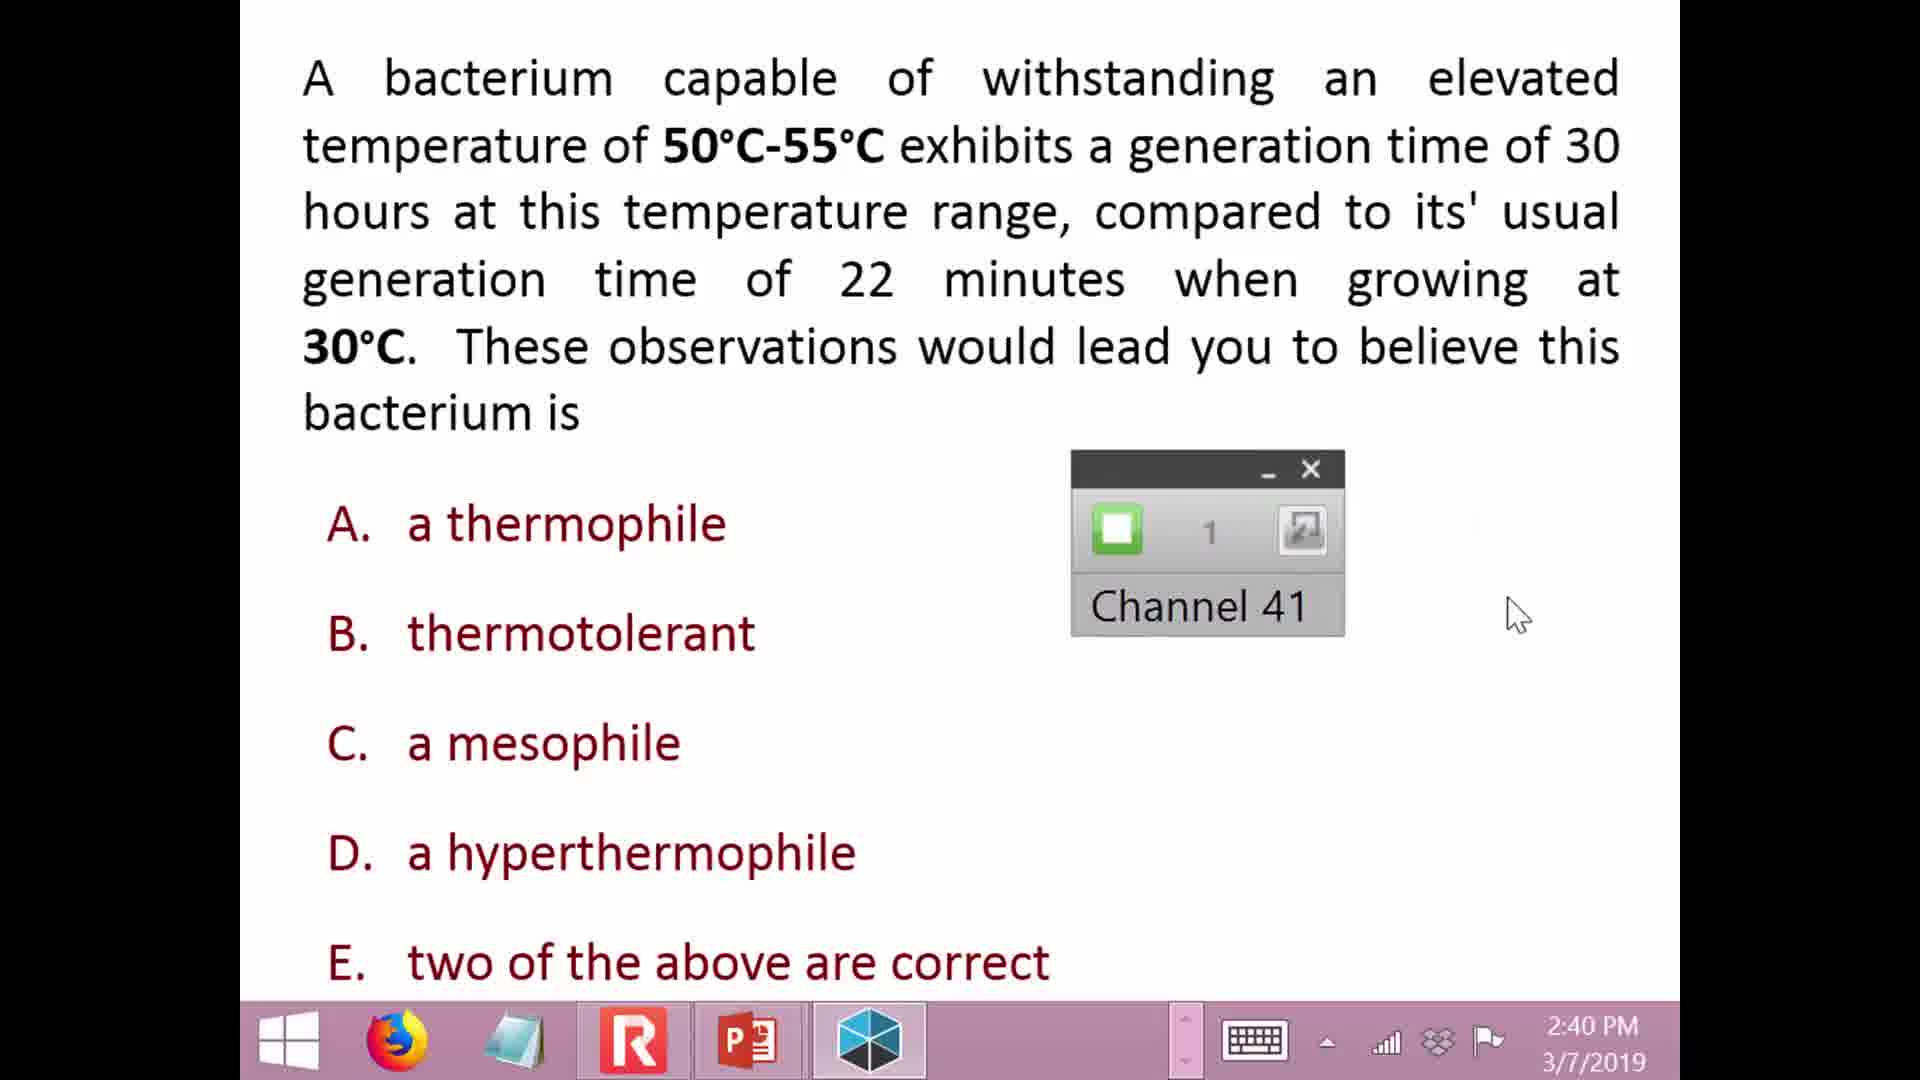 A bacterium capable of withstanding an elevated
temperature of 50°C-55°C exhibits a generation time of 30
hours at this temperature range, compared to its' usual
generation time of 22 minutes when growing at
30°C. These observations would lead you to believe this
bacterium is
A. a thermophile
B. thermotolerant
C. a mesophile
D. a hyperthermophile
E. two of the above are correct
1
Channel 41
R
P
2:40 PM
3/7/2019